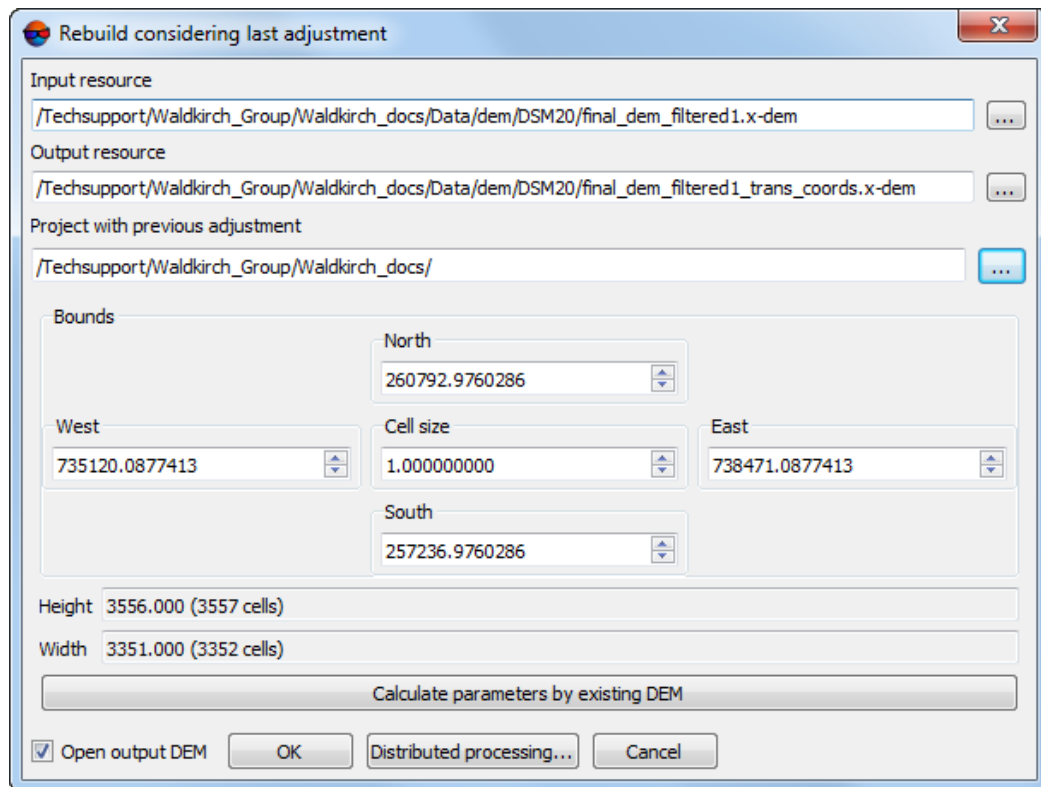 Rebuild considering last adjustment
Input resource
/Techsupport/Waldkirch_Group/Waldkirch_docs/Data/dem/DSM20/final_dem_filtered1.x-dem
...
Output resource
/Techsupport/Waldkirch_Group/Waldkirch_docs/Data/dem/DSM20/final_dem_filtered1_trans_coords.x-dem
...
Project with previous adjustment
/Techsupport/Waldkirch_Group/Waldkirch_docs/
...
Bounds
North
260792.9760286
West
735120.0877413
Cell size
1.000000000
East
738471.0877413
South
257236.9760286
Height 3556.000 (3557 cells)
Width 3351.000 (3352 cells)
Calculate parameters by existing DEM
Open output DEM OK Distributed processing... Cancel